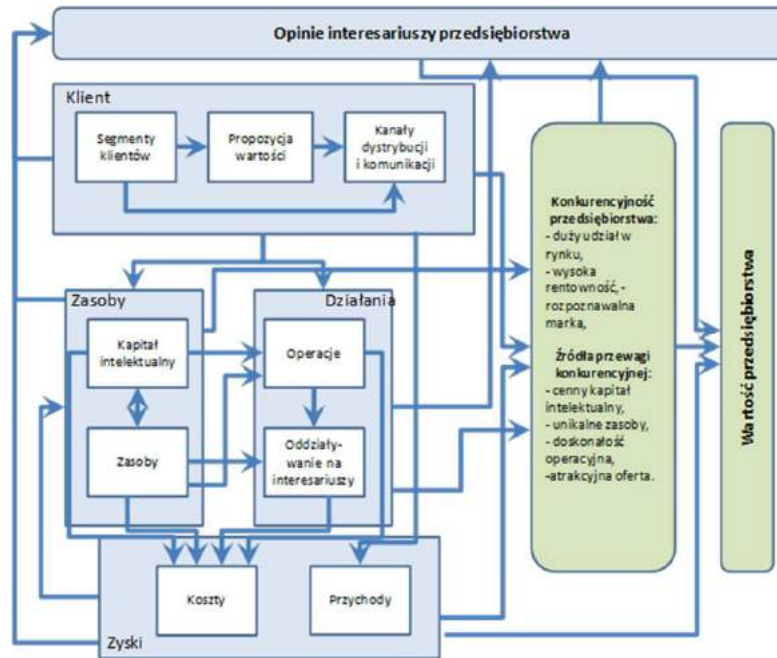 Opinie interesariuszy przedsiębiorstwa
Klient
Segmenty
klientów
Propozycja
wartości
Kanały
dystrybucji
i komunikacji
Zasoby
Kapitał
intelektualny
Zasoby
Działania
Operacje
Oddziały-
wanie na
interesariuszy
Koszty
Przychody
Zyski
Konkurencyjność
przedsiębiorstwa:
- duży udział w
rynku,
- wysoka
rentowność, -
rozpoznawalna
marka,
Źródła przewagi
konkurencyjnej:
- cenny kapitał
intelektualny,
- unikalne zasoby,
- doskonałość
operacyjna,
-atrakcyjna oferta.
Wartość przedsiębiorstwa